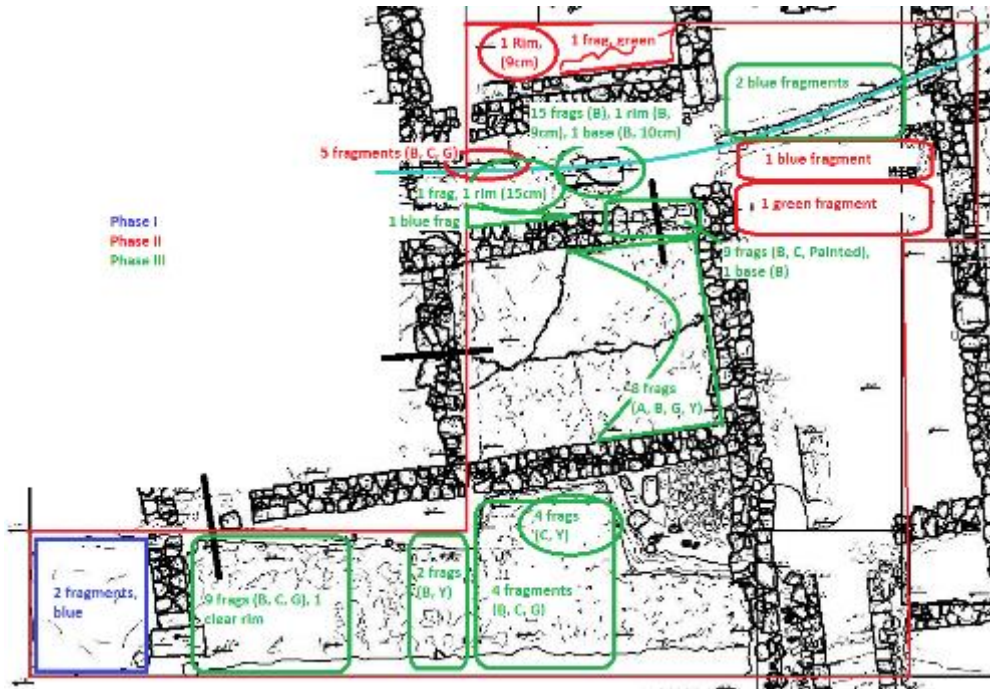 1 Rim,
(9cm)
1 frag, green
2 blue fragments
15 frags (B), 1 rim (B,
9cm), 1 base (B, 10cm)
5 fragments (B, C, G)
1 blue fragment
1 frag, 1 rim (15cm)
1 green fragment
1 blue frag
Phase I
Phase II
Phase III
9 frags (B, C, Painted),
1 base (B)
8 frags
(A, B, G, Y)
4 frags
(C, Y)
2 fragments,
blue
9 frags (B, C, G), 1
clear rim
2 frags
(B, Y)
4 fragments
(B, C, G)